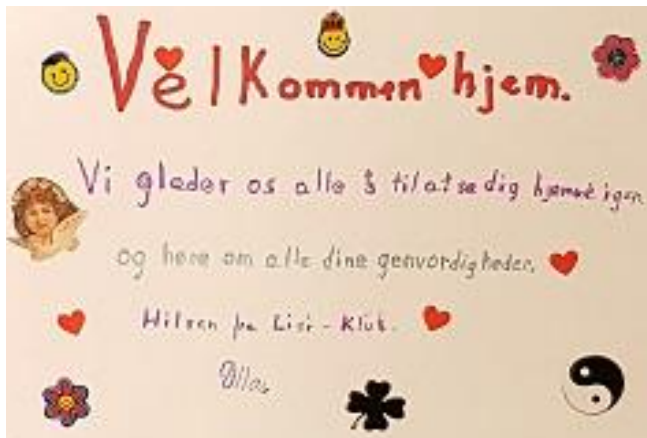 Velkommen hjem.
Vi glæder os alle 3 til at se dig hjemme igen
og høre om alle dine genvordigheder.
Hilsen fra Lisi-Klub.